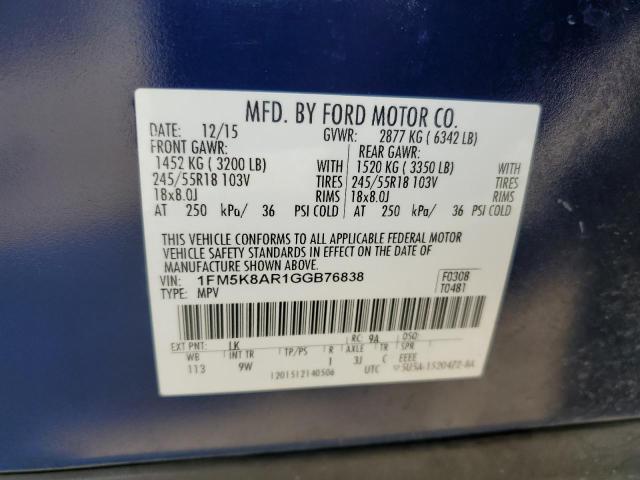 MFD. BY FORD MOTOR CO.
DATE: 12/15 GVWR: 2877 KG ( 6342 LB)
FRONT GAWR: REAR GAWR:
1452 KG ( 3200 LB) WITH 1520 KG ( 3350 LB) WITH
245/55R18 103V TIRES 245/55R18 103V TIRES
18x8.0J RIMS 18x8.0J RIMS
AT 250 kPa/ 36 PSI COLD AT 250 kPa/ 36 PSI COLD
THIS VEHICLE CONFORMS TO ALL APPLICABLE FEDERAL MOTOR
VEHICLE SAFETY STANDARDS IN EFFECT ON THE DATE OF
MANUFACTURE SHOWN ABOVE.
VIN: 1FM5K8AR1GGB76838 F0308
TYPE: MPV T0481
EXT PNT: LK RC: 9A DSO:
WB INT TR TP/PS R AXLE TR SPR
113 9W 1 3J C EEEE
1201512140506 UTC